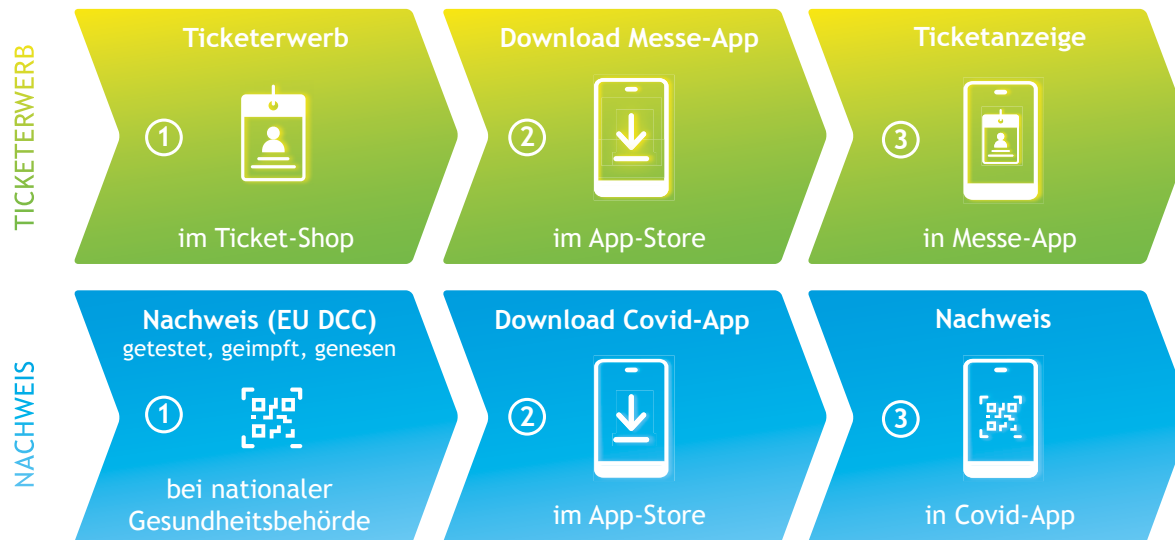 TICKETERWERB
Ticketerwerb
1
im Ticket-Shop
Download Messe-App
2
im App-Store
Ticketanzeige
3
in Messe-App
NACHWEIS
Nachweis (EU DCC)
getestet, geimpft, genesen
1
bei nationaler
Gesundheitsbehörde
Download Covid-App
2
im App-Store
Nachweis
3
in Covid-App